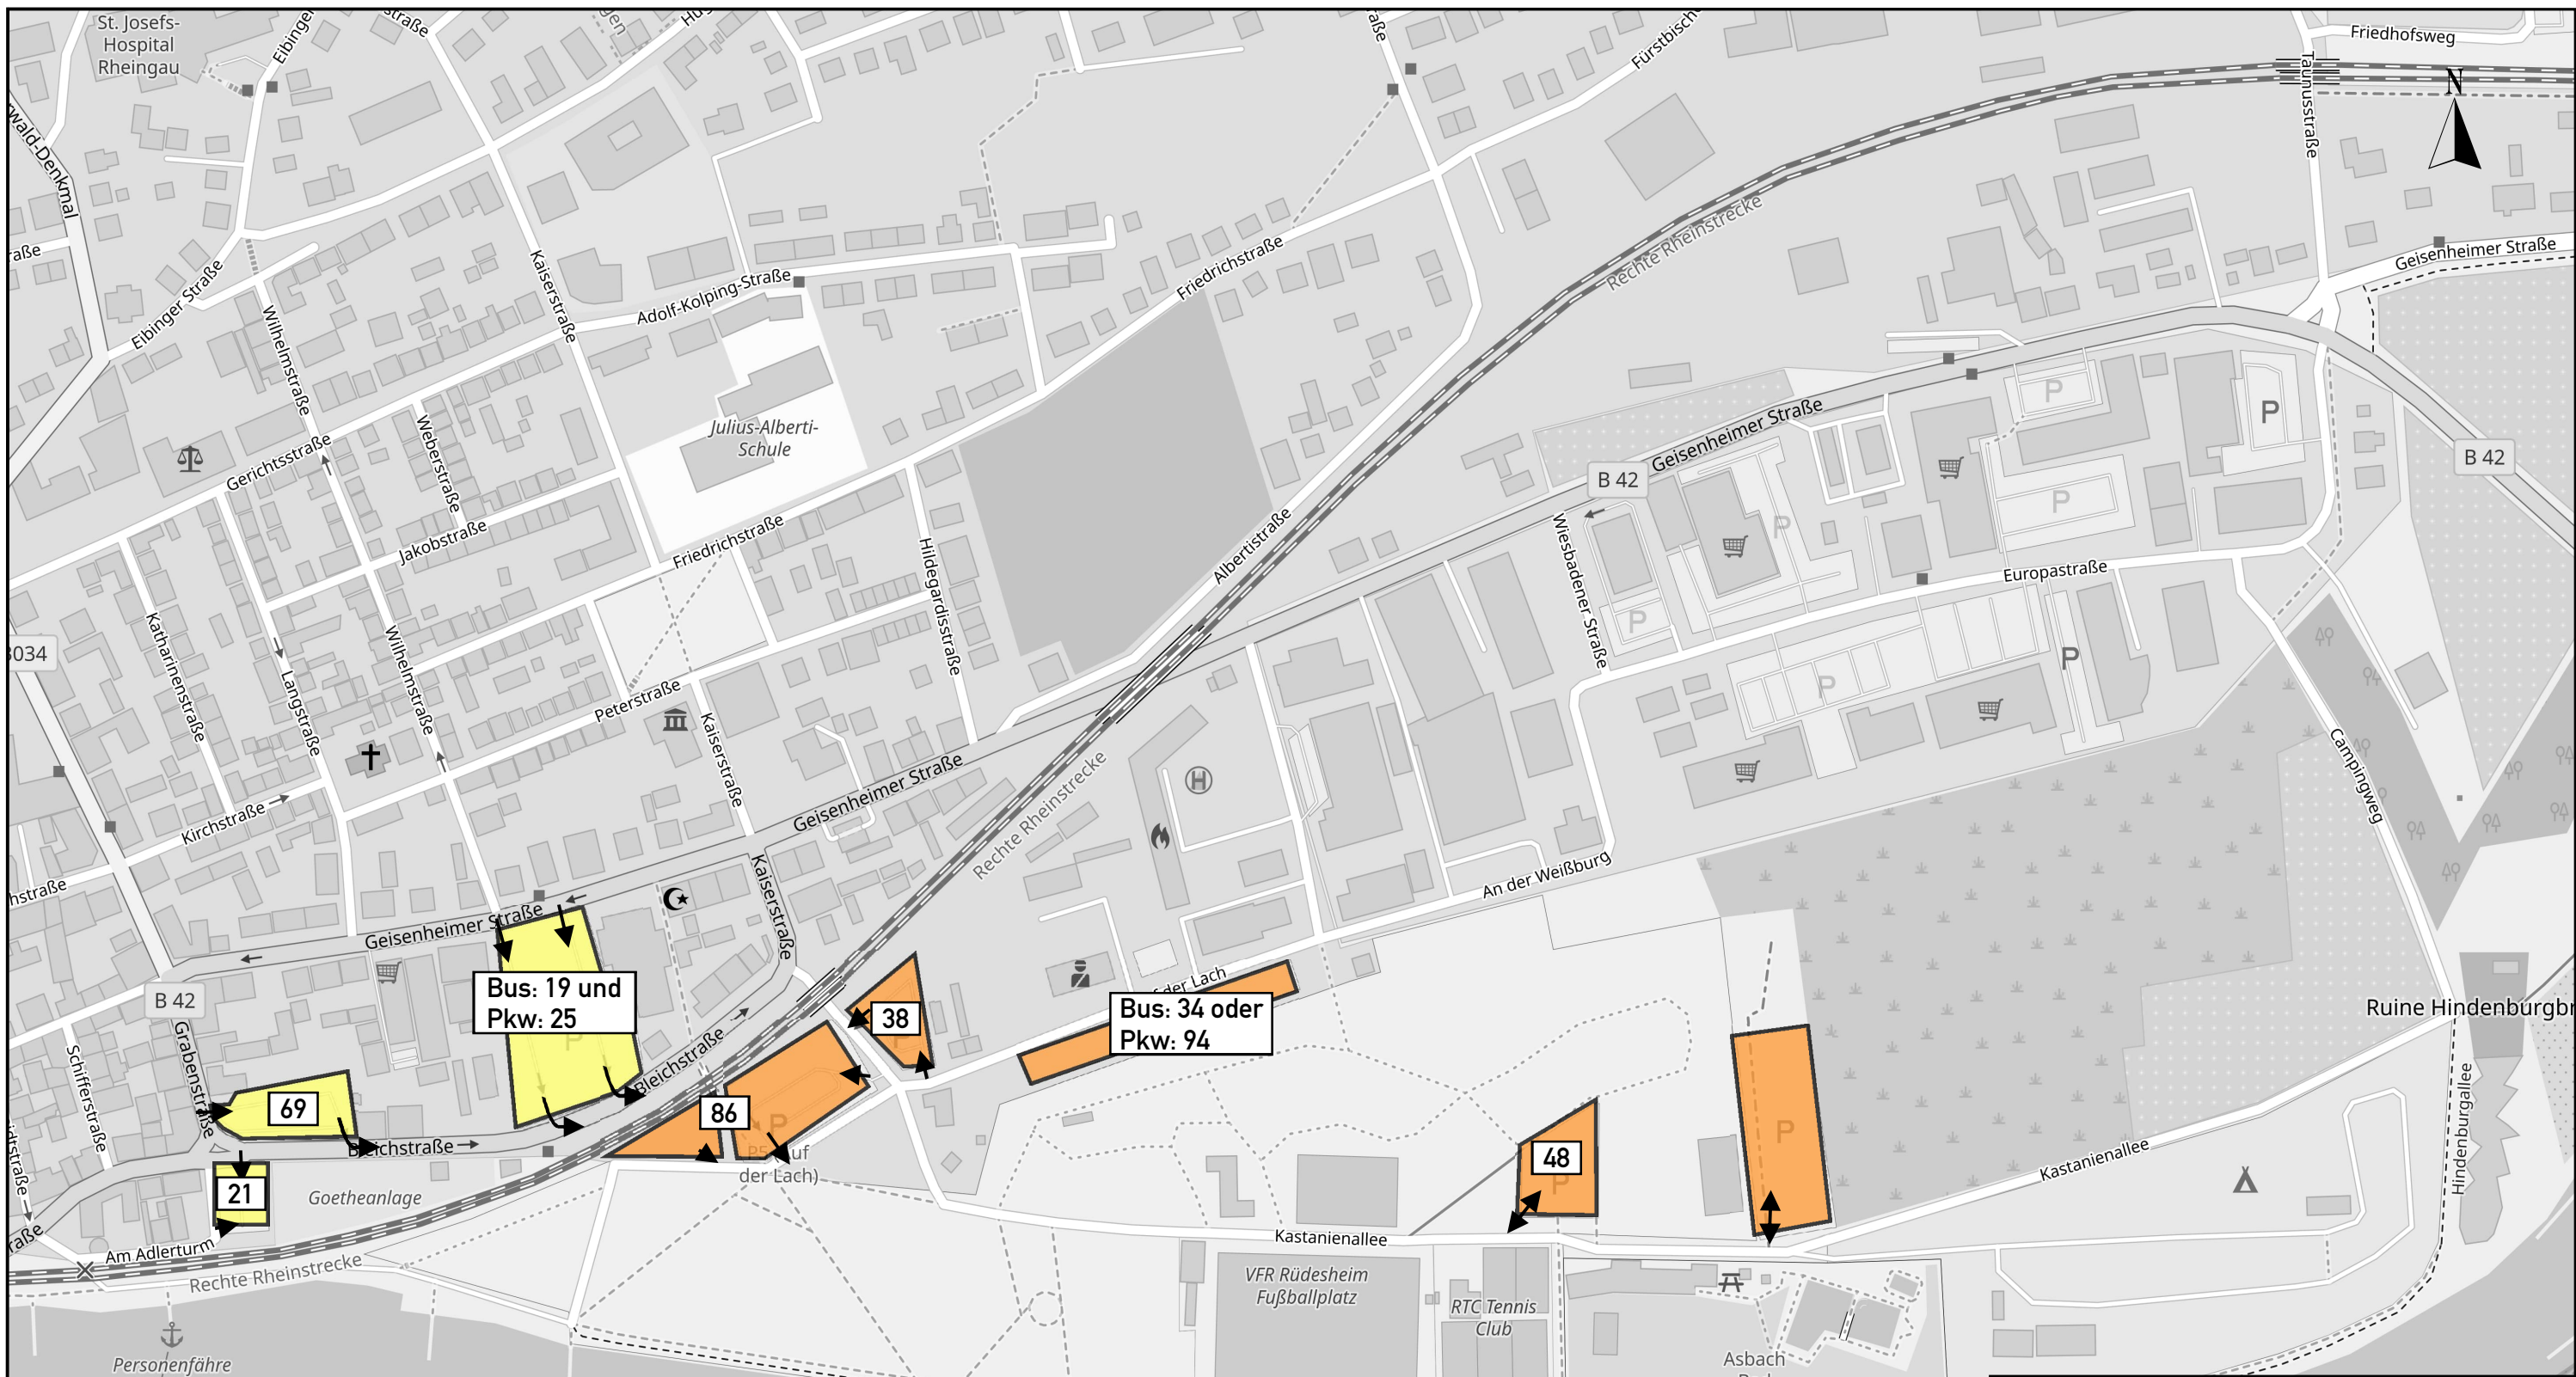 St. Josefs-
Hospital
Rheingau
Friedhofsweg
Taunusstraße
N
Geisenheimer Straße
Rechte Rheinstrecke
Kaiserstraße
Adolf-Kolping-Straße
Friedrichstraße
Eibinger Straße
Wilhelmstraße
Weberstraße
Gerichtsstraße
Julius-Alberti-
Schule
Geisenheimer Straße
B 42
B 42
P
P
P
P
Jakobstraße
Friedrichstraße
Albertistraße
Wiesbadener Straße
Europastraße
Hildegardisstraße
Katharinenstraße
Langstraße
Wilhelmstraße
P
P
P
Peterstraße
Kaiserstraße
Campingweg
H
Geisenheimer Straße
Rechte Rheinstrecke
Kirchstraße
An der Weißburg
Kaiserstraße
Geisenheimer Straße
B 42
Bus: 19 und
Pkw: 25
P
38
Bus: 34 oder
Pkw: 94
Ruine
Grabenstraße
Schifferstraße
Bleichstraße
69
86
P
der Lach)
48
P
P
Kastanienallee
Hindenburgallee
Bleichstraße
21
Goetheanlage
Am Adlerturm
Rechte Rheinstrecke
Kastanienallee
VFR Rüdesheim
Fußballplatz
RTC Tennis
Club
Personenfähre
Asbach